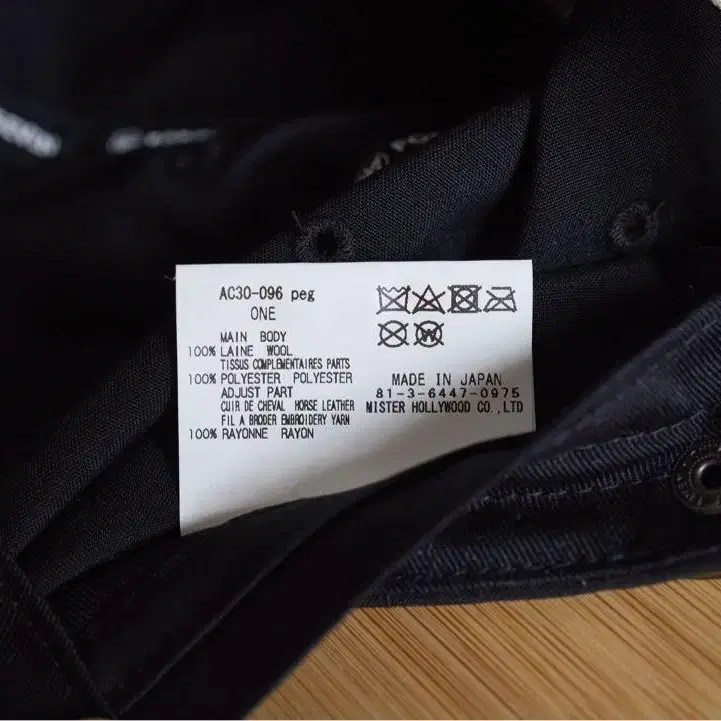 AC30-096 peg
ONE
MAIN BODY
100% LAINE WOOL
TISSUS COMPLEMENTAIRES PARTS
100% POLYESTER POLYESTER
ADJUST PART
CUIR DE CHEVAL HORSE LEATHER
FIL A BRODER EMBROIDERY YARN
100% RAYONNE RAYON
W
MADE IN JAPAN
81-3-6447-0975
MISTER HOLLYWOOD CO., LTD